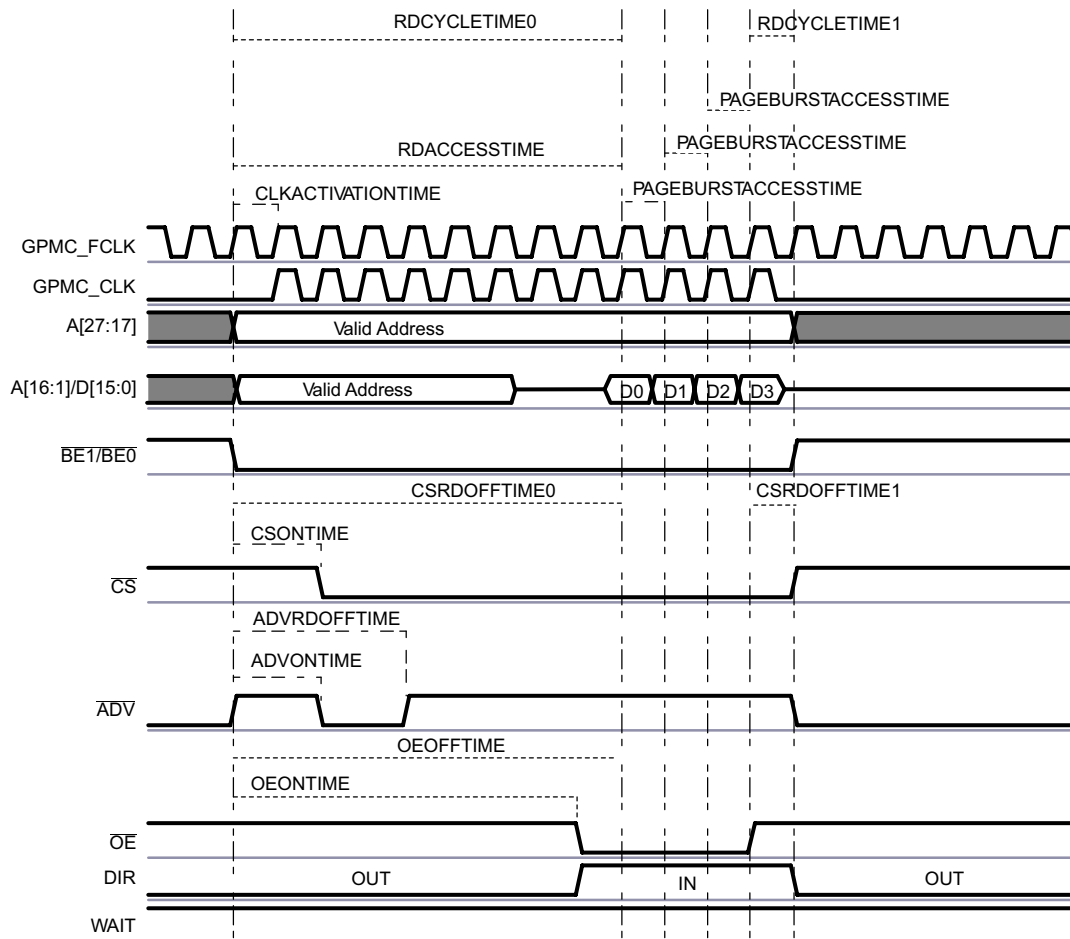 RDCYCLETIME0
RDCYCLETIME1
PAGEBURSTACCESSTIME
RDACCESSTIME
PAGEBURSTACCESSTIME
CLKACTIVATIONTIME
PAGEBURSTACCESSTIME
GPMC_FCLK
GPMC_CLK
A[27:17]
Valid Address
A[16:1]/D[15:0]
Valid Address
D0
D1
D2
D3
BE1/BE0
CSRDOFFTIME0
CSRDOFFTIME1
CSONTIME
CS
ADVRDOFFTIME
ADVONTIME
ADV
OEOFFTIME
OEONTIME
OE
DIR
OUT
IN
OUT
WAIT